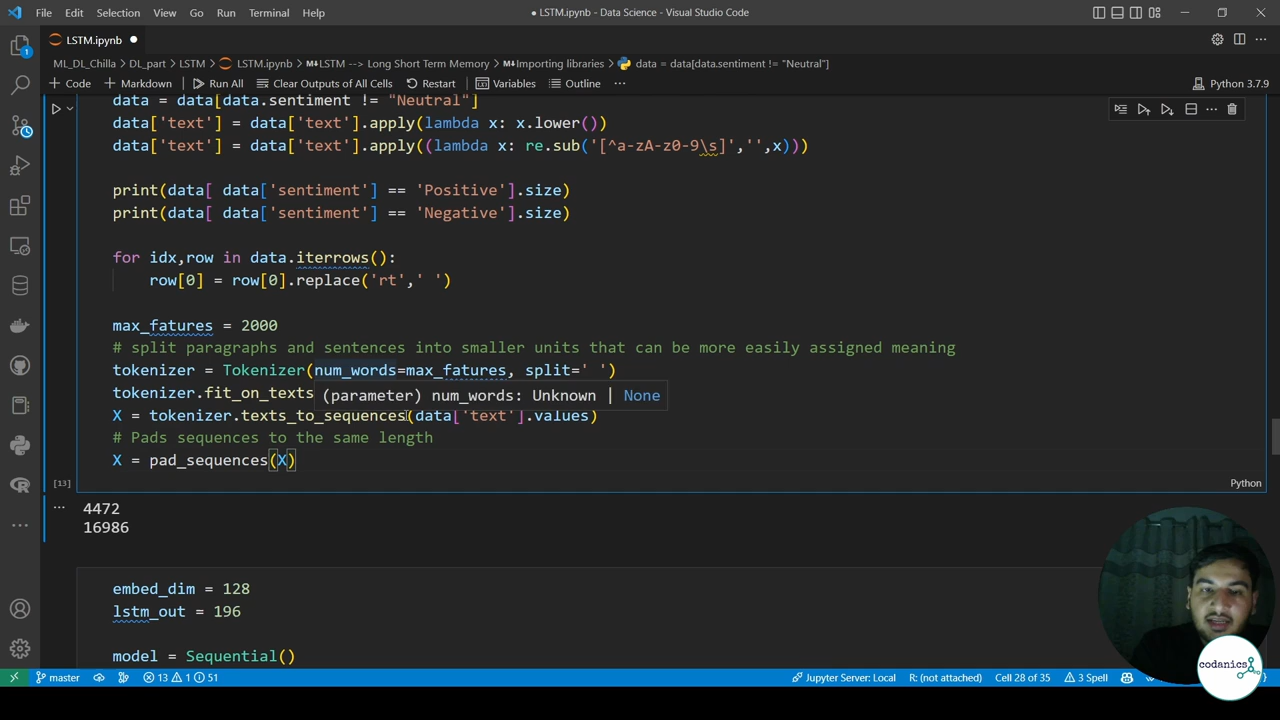 File Edit Selection View Go Run Terminal Help
● LSTM.ipynb - Data Science - Visual Studio Code
LSTM.ipynb ●
ML_DL_Chilla > DL_part > LSTM > LSTM.ipynb > M↓LSTM --> Long Short Term Memory > M↓Importing libraries > data = data[data.sentiment != "Neutral"]
+ Code + Markdown Run All Clear Outputs of All Cells Restart Variables Outline ... Python 3.7.9
data = data[data.sentiment != "Neutral"]
data['text'] = data['text'].apply(lambda x: x.lower())
data['text'] = data['text'].apply((lambda x: re.sub('[^a-zA-z0-9\s]','',x)))
print(data[ data['sentiment'] == 'Positive'].size)
print(data[ data['sentiment'] == 'Negative'].size)
for idx,row in data.iterrows():
row[0] = row[0].replace('rt',' ')
max_fatures = 2000
# split paragraphs and sentences into smaller units that can be more easily assigned meaning
tokenizer = Tokenizer(num_words=max_fatures, split=' ')
tokenizer.fit_on_texts
(parameter) num_words: Unknown | None
X = tokenizer.texts_to_sequences(data['text'].values)
# Pads sequences to the same length
X = pad_sequences(X)
[13] Python
... 4472
16986
embed_dim = 128
lstm_out = 196
model = Sequential()
codanics
1
master 13 1 51 Jupyter Server: Local R: (not attached) Cell 28 of 35 3 Spell